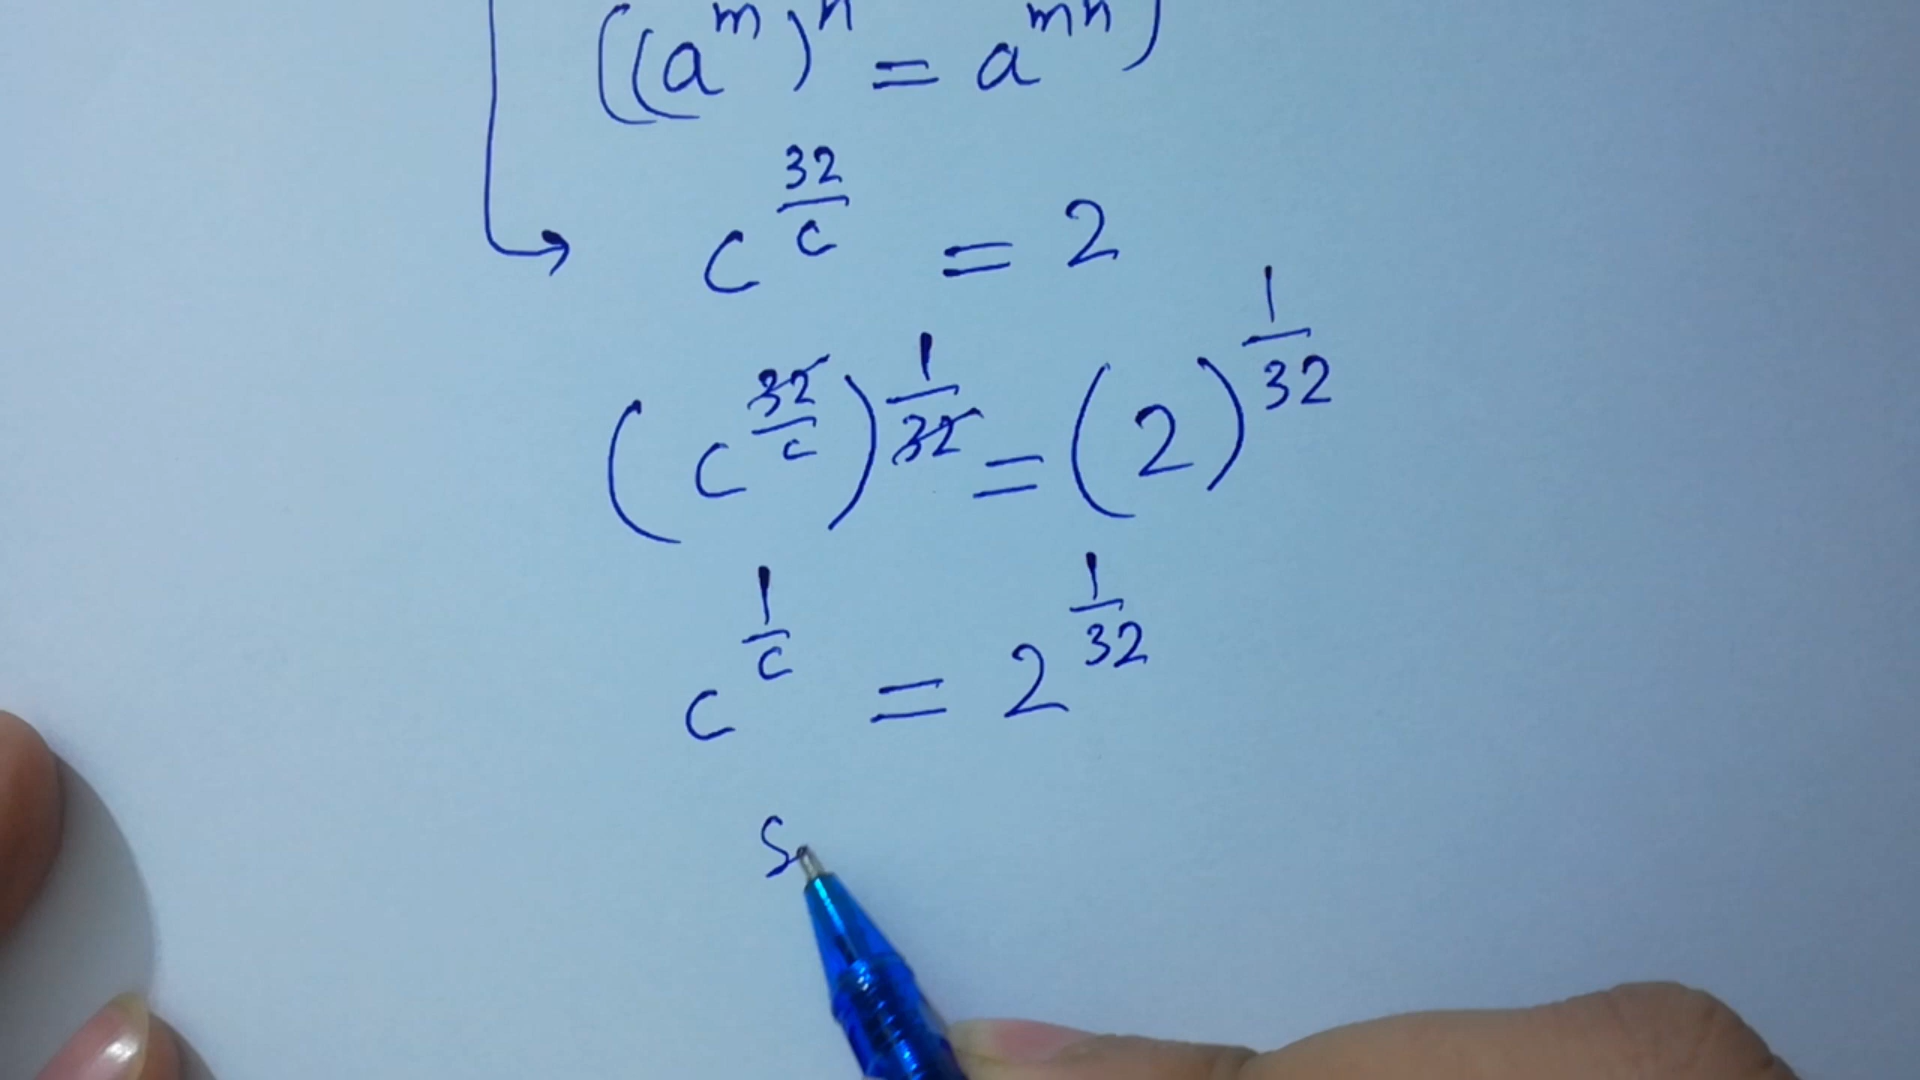 ((a^m)^n = a^{mn})
c^{32/c} = 2
(c^{32/c})^{1/32} = (2)^{1/32}
c^{1/c} = 2^{1/32}
S